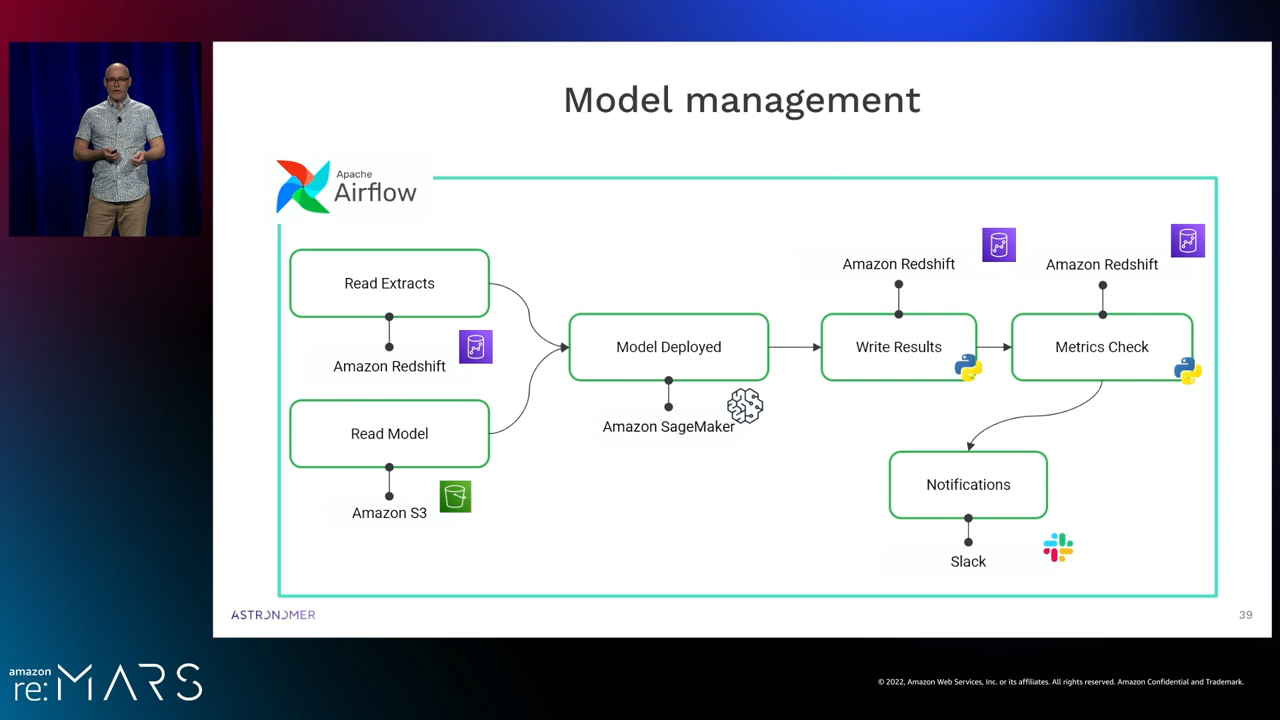 Model management
Apache
Airflow
Read Extracts
Amazon Redshift
Read Model
Amazon S3
Model Deployed
Amazon SageMaker
Amazon Redshift
Write Results
Amazon Redshift
Metrics Check
Notifications
Slack
ASTRONOMER
39
amazon
re:MARS
© 2022, Amazon Web Services, Inc. or its affiliates. All rights reserved. Amazon Confidential and Trademark.